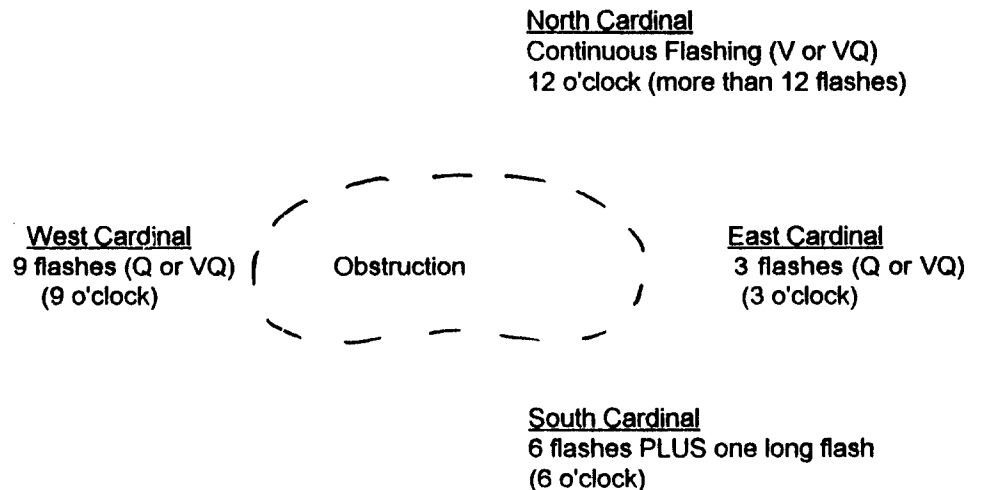 North Cardinal
Continuous Flashing (V or VQ)
12 o'clock (more than 12 flashes)
West Cardinal
9 flashes (Q or VQ)
(9 o'clock)
Obstruction
East Cardinal
3 flashes (Q or VQ)
(3 o'clock)
South Cardinal
6 flashes PLUS one long flash
(6 o'clock)